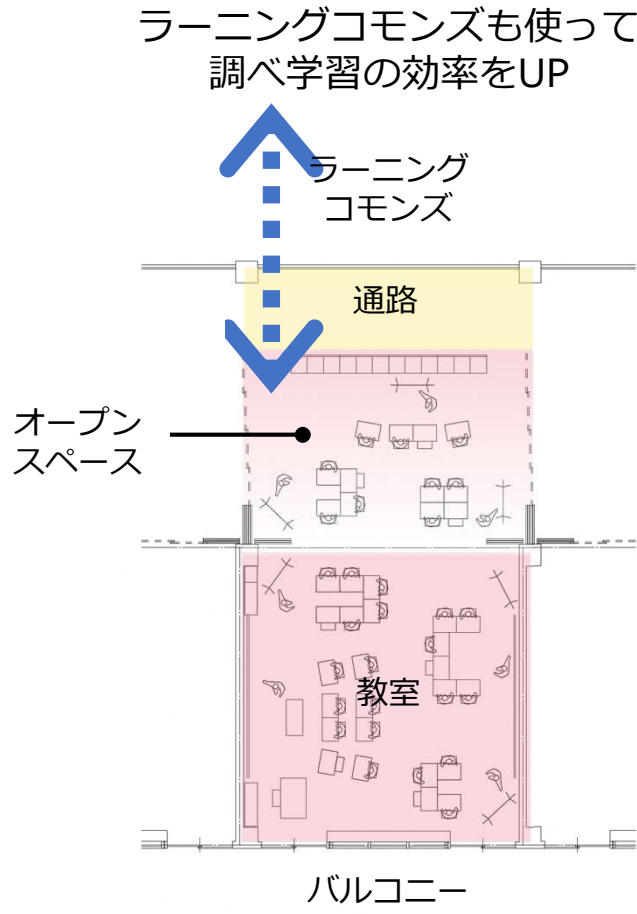 ラーニングコモンズも使って
調べ学習の効率をUP
ラーニング
コモンズ
通路
オープン
スペース
教室
バルコニー